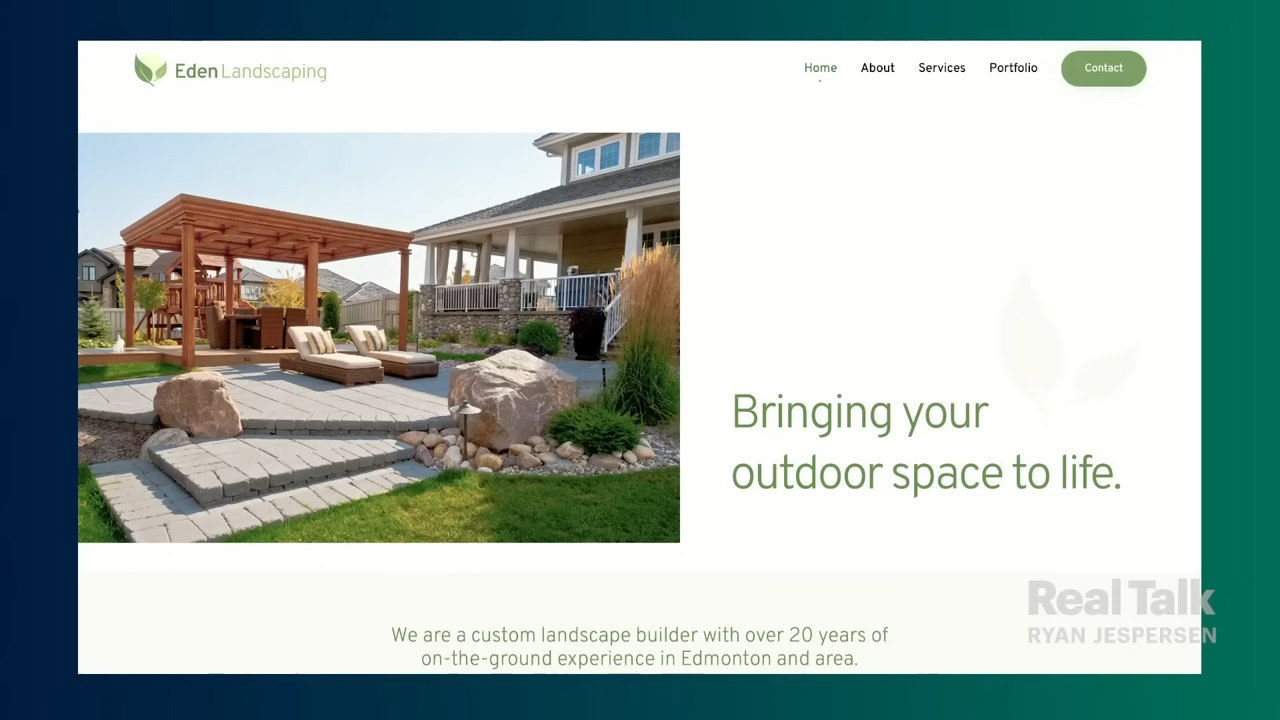 Eden Landscaping
Home About Services Portfolio Contact
Bringing your
outdoor space to life.
We are a custom landscape builder with over 20 years of
on-the-ground experience in Edmonton and area.
Real Talk
RYAN JESPERSEN